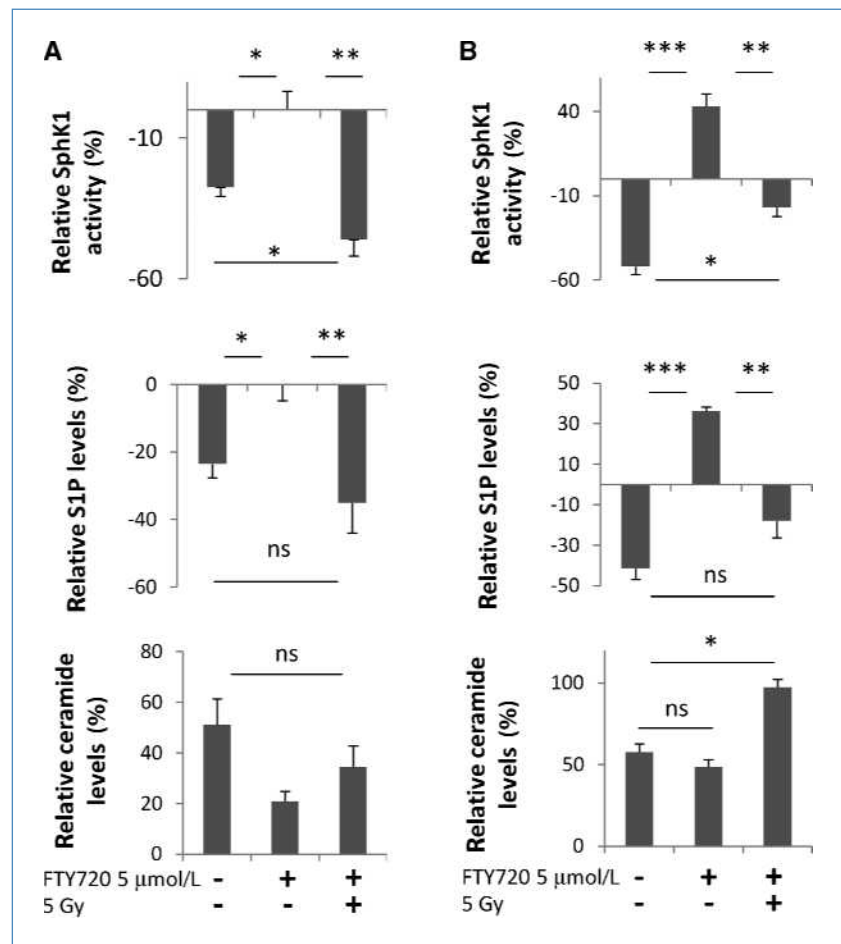 A
B
* **
*** **
Relative SphK1
activity (%)
-10
-60
*
Relative SphK1
activity (%)
40
-10
-60
*
* **
*** **
Relative S1P levels (%)
0
-20
-40
-60
ns
Relative S1P levels (%)
50
30
10
-10
-30
-50
ns
Relative ceramide
levels (%)
80
60
40
20
0
ns
Relative ceramide
levels (%)
100
50
0
*
ns
FTY720 5 μmol/L - + +
5 Gy - - +
FTY720 5 μmol/L - + +
5 Gy - - +